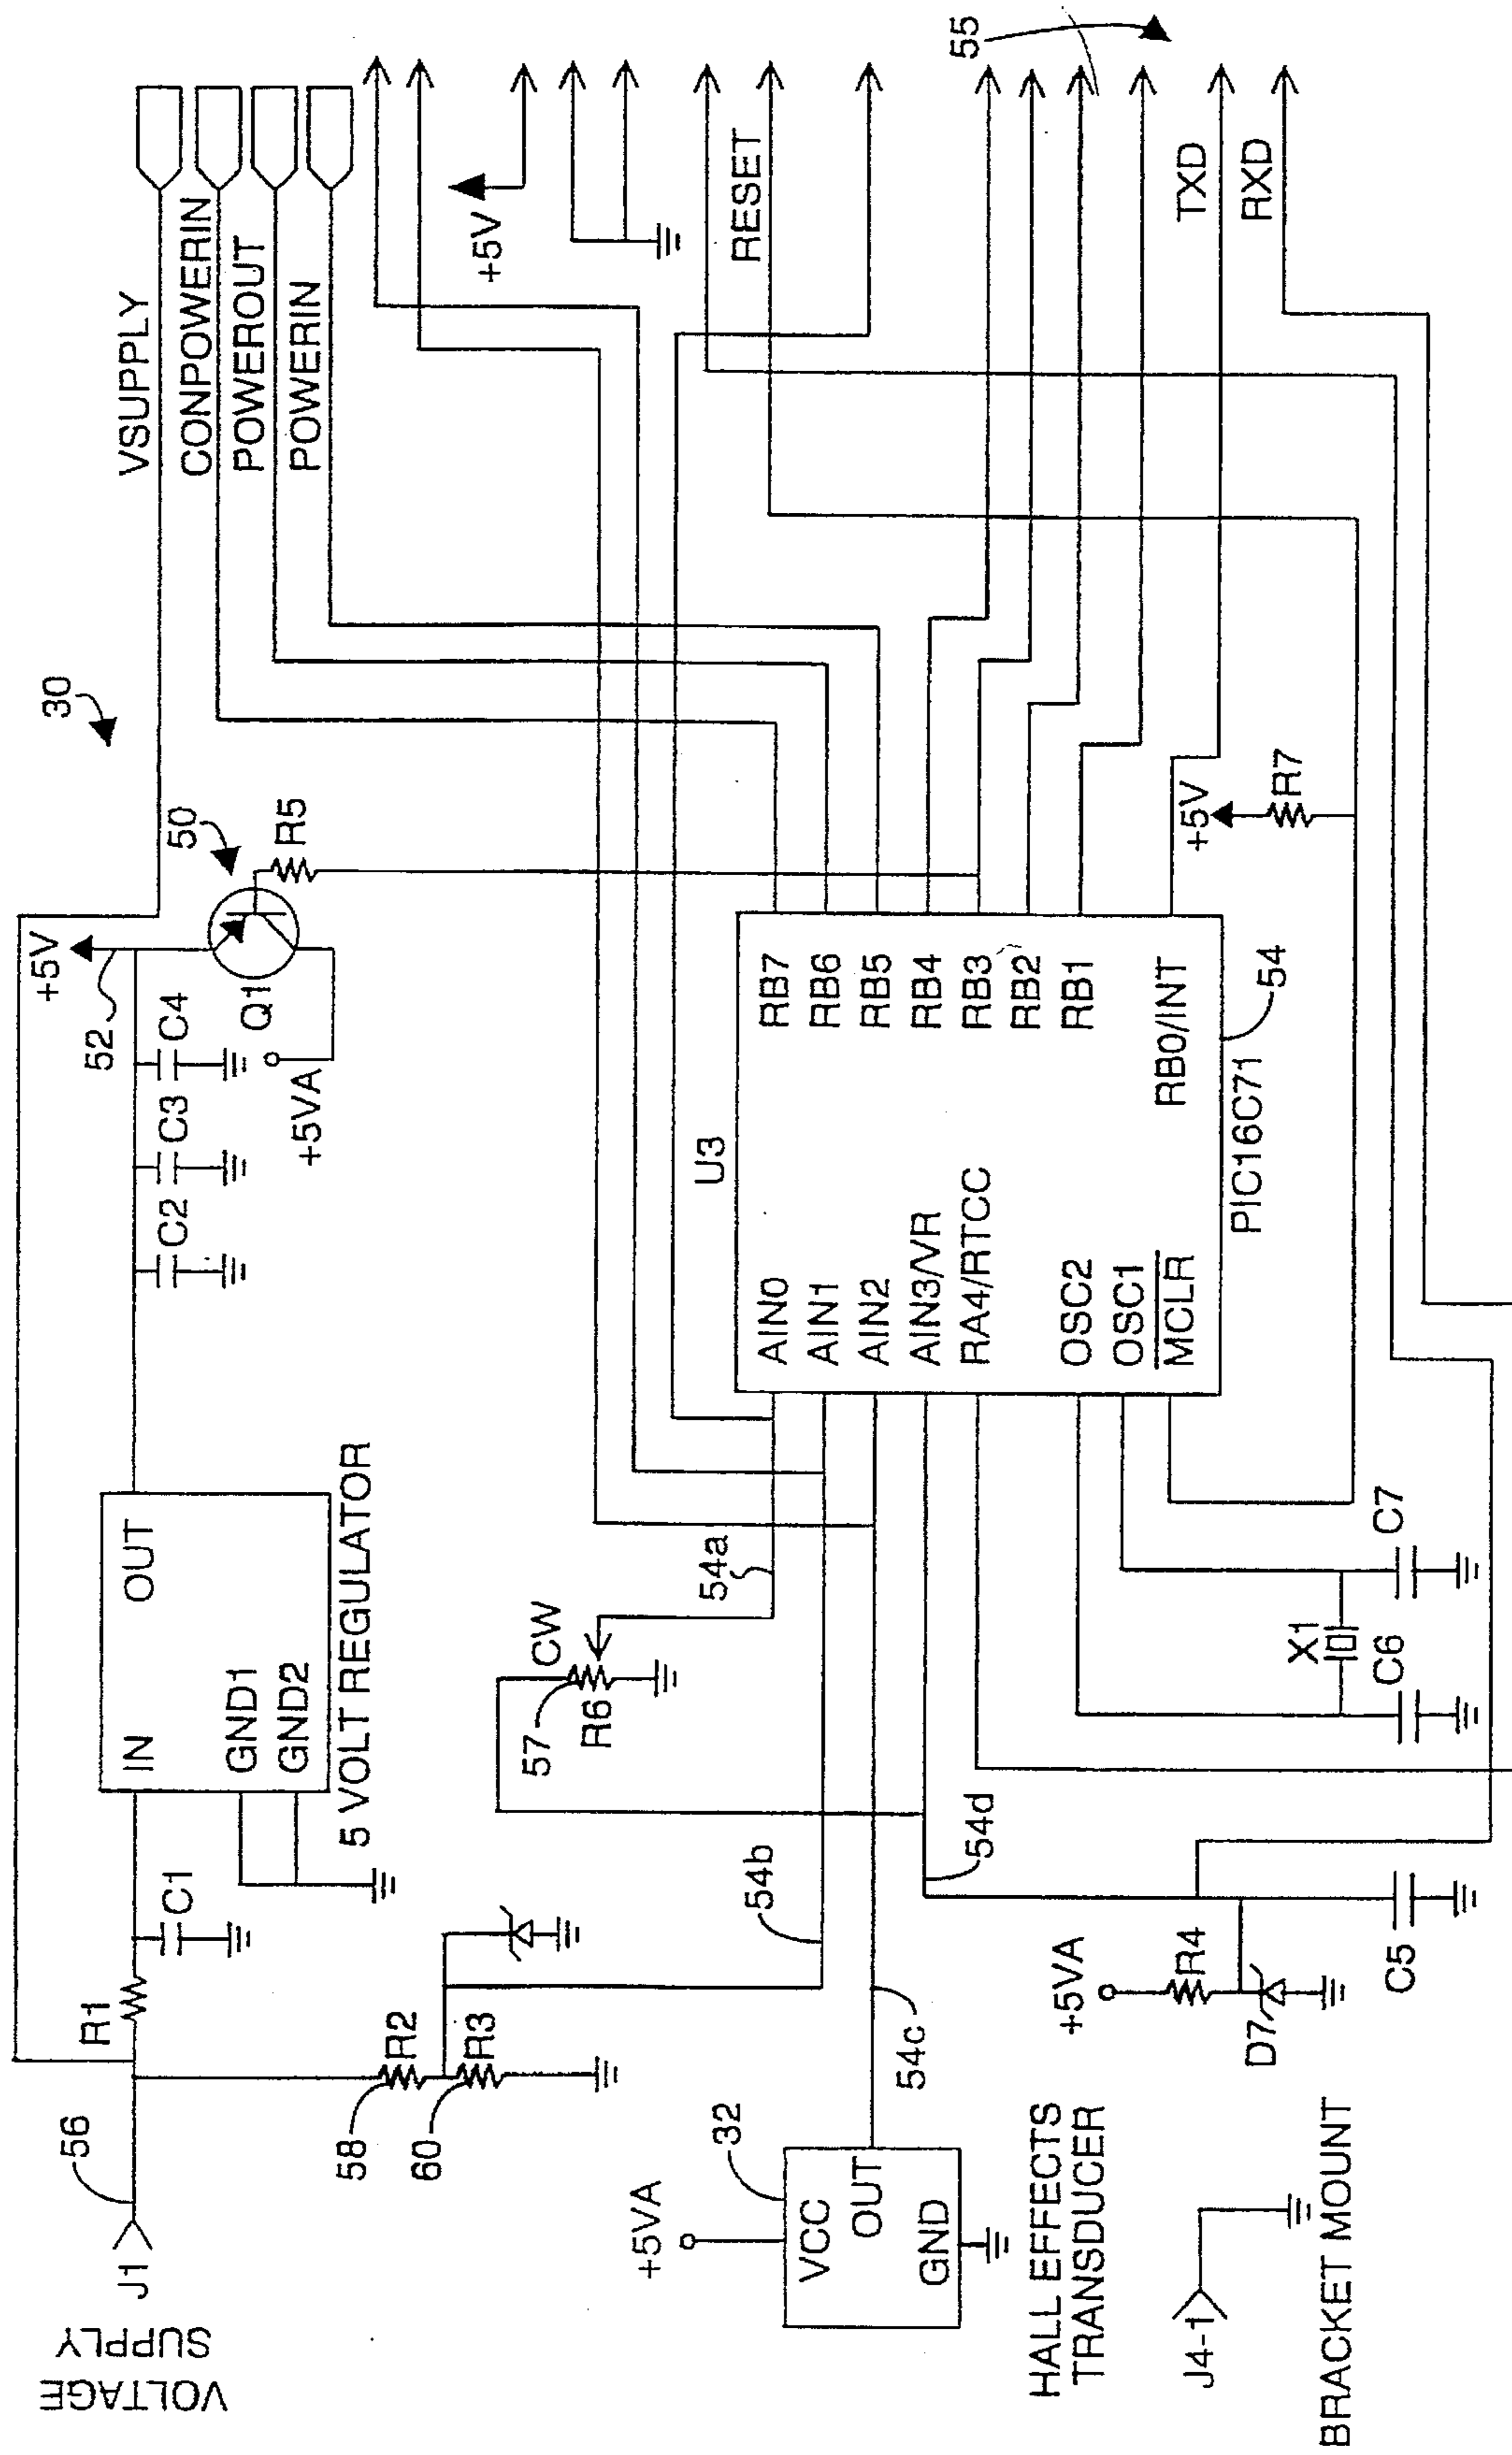 30
VOLTAGE
SUPPLY
J1
56
R1
C1
IN
OUT
GND1
GND2
5 VOLT REGULATOR
C2
C3
C4
52
+5V
Q1
+5VA
50
R5
VSUPPLY
CONPOWERIN
POWEROUT
POWERIN
58
R2
60
R3
+5V
57
R6
CW
54a
54b
U3
RESET
+5VA
32
VCC
OUT
GND
54c
HALL EFFECTS
TRANSDUCER
54d
AIN0
AIN1
AIN2
AIN3/VR
RA4/RTCC
OSC2
OSC1
MCLR
RB7
RB6
RB5
RB4
RB3
RB2
RB1
RB0/INT
54
PIC16C71
55
TXD
RXD
+5V
R7
+5VA
R4
D7
C5
X1
C6
C7
J4-1
BRACKET MOUNT